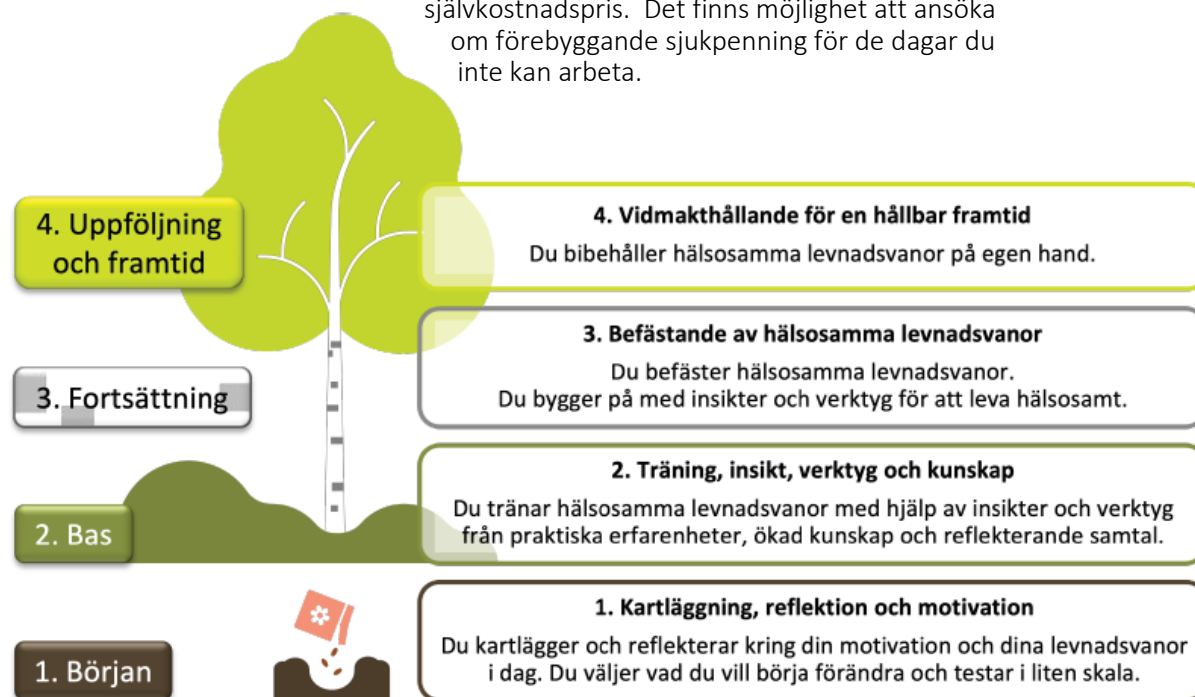 självkostnadspris. Det finns möjlighet att ansöka
om förebyggande sjukpenning för de dagar du
inte kan arbeta.
4. Uppföljning
och framtid
4. Vidmakthållande för en hållbar framtid
Du bibehåller hälsosamma levnadsvanor på egen hand.
3. Fortsättning
3. Befästande av hälsosamma levnadsvanor
Du befäster hälsosamma levnadsvanor.
Du bygger på med insikter och verktyg för att leva hälsosamt.
2. Bas
2. Träning, insikt, verktyg och kunskap
Du tränar hälsosamma levnadsvanor med hjälp av insikter och verktyg
från praktiska erfarenheter, ökad kunskap och reflekterande samtal.
1. Början
1. Kartläggning, reflektion och motivation
Du kartlägger och reflekterar kring din motivation och dina levnadsvanor
i dag. Du väljer vad du vill börja förändra och testar i liten skala.